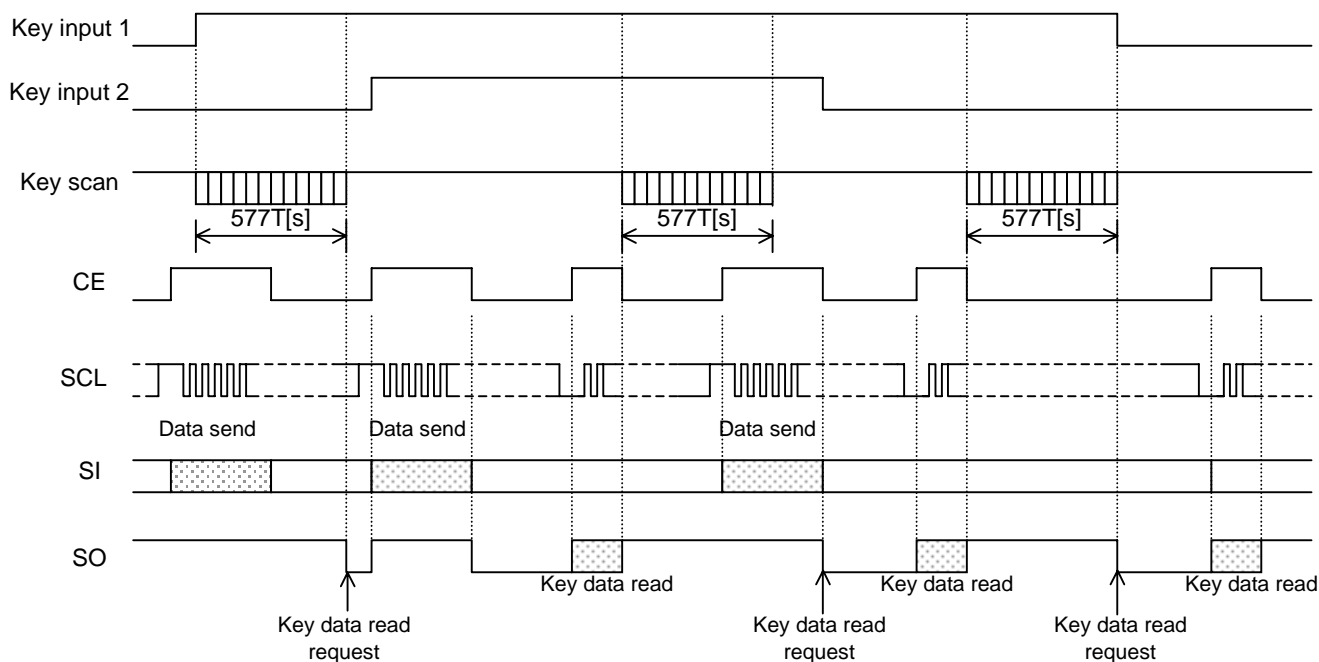 Key input 1
Key input 2
Key scan
577T[s] 577T[s] 577T[s]
CE
SCL
Data send Data send Data send
SI
SO
Key data read Key data read Key data read
Key data read Key data read Key data read
request request request